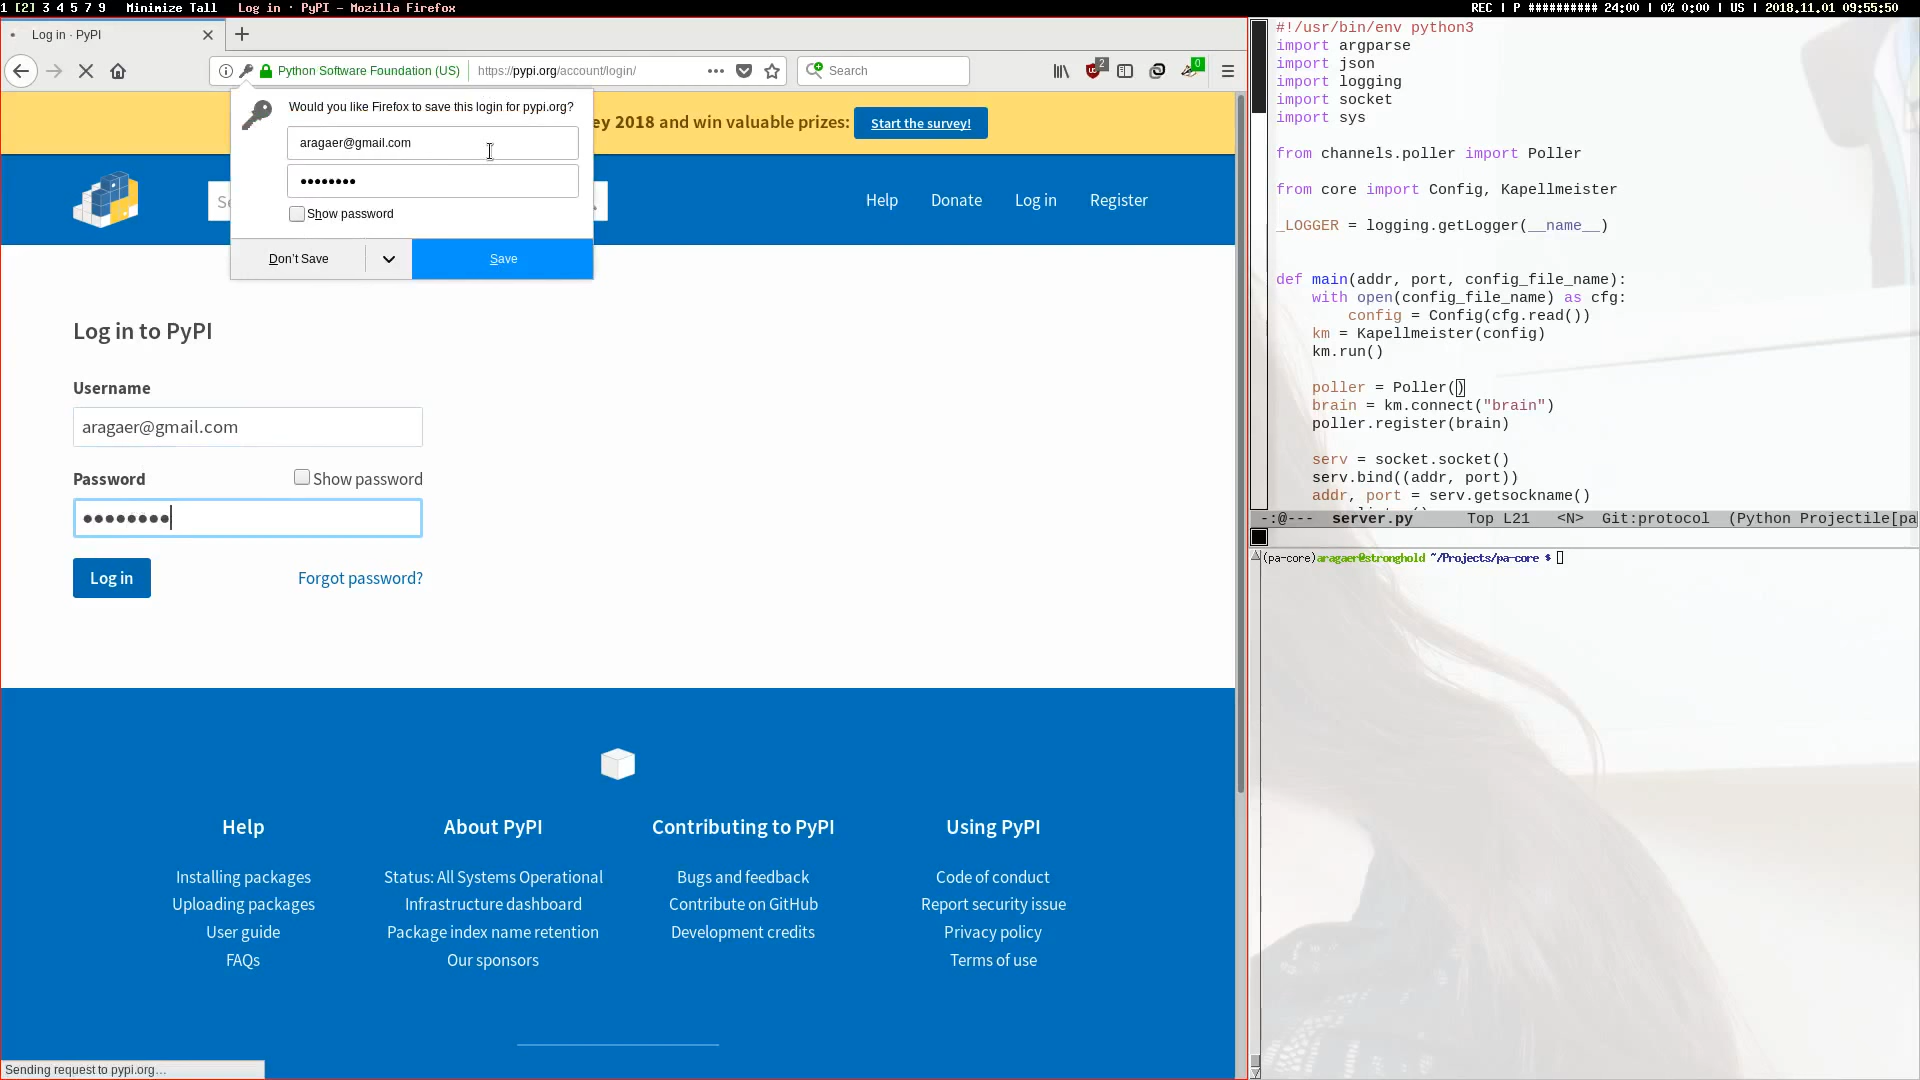 1 [2] 3 4 5 7 9 Minimize Tall Log in · PyPI - Mozilla Firefox
REC | P ########## 24:00 | 0% 0:00 | US | 2018.11.01 09:55:50
Log in · PyPI
Python Software Foundation (US) https://pypi.org/account/login/
Search
2
0
Would you like Firefox to save this login for pypi.org?
aragaer@gmail.com
••••••••
Show password
Don't Save
Save
ey 2018 and win valuable prizes: Start the survey!
Help Donate Log in Register
Log in to PyPI
Username
aragaer@gmail.com
Password Show password
••••••••
Log in Forgot password?
Help
Installing packages
Uploading packages
User guide
FAQs
About PyPI
Status: All Systems Operational
Infrastructure dashboard
Package index name retention
Our sponsors
Contributing to PyPI
Bugs and feedback
Contribute on GitHub
Development credits
Using PyPI
Code of conduct
Report security issue
Privacy policy
Terms of use
Sending request to pypi.org…
#!/usr/bin/env python3
import argparse
import json
import logging
import socket
import sys
from channels.poller import Poller
from core import Config, Kapellmeister
_LOGGER = logging.getLogger(__name__)
def main(addr, port, config_file_name):
    with open(config_file_name) as cfg:
        config = Config(cfg.read())
    km = Kapellmeister(config)
    km.run()
    poller = Poller()
    brain = km.connect("brain")
    poller.register(brain)
    serv = socket.socket()
    serv.bind((addr, port))
    addr, port = serv.getsockname()
-:@--- server.py Top L21 <N> Git:protocol (Python Projectile[pa
(pa-core)aragaer@stronghold ~/Projects/pa-core $